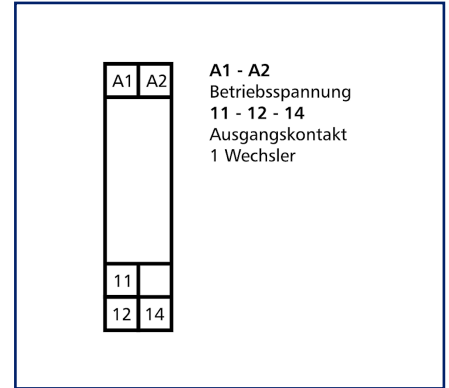 A1 A2
A1 - A2
Betriebsspannung
11 - 12 - 14
Ausgangskontakt
1 Wechsler
11
12 14